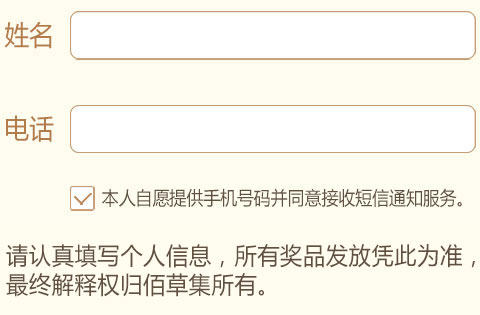 姓名
电话
本人自愿提供手机号码并同意接收短信通知服务。
请认真填写个人信息，所有奖品发放凭此为准，
最终解释权归佰草集所有。